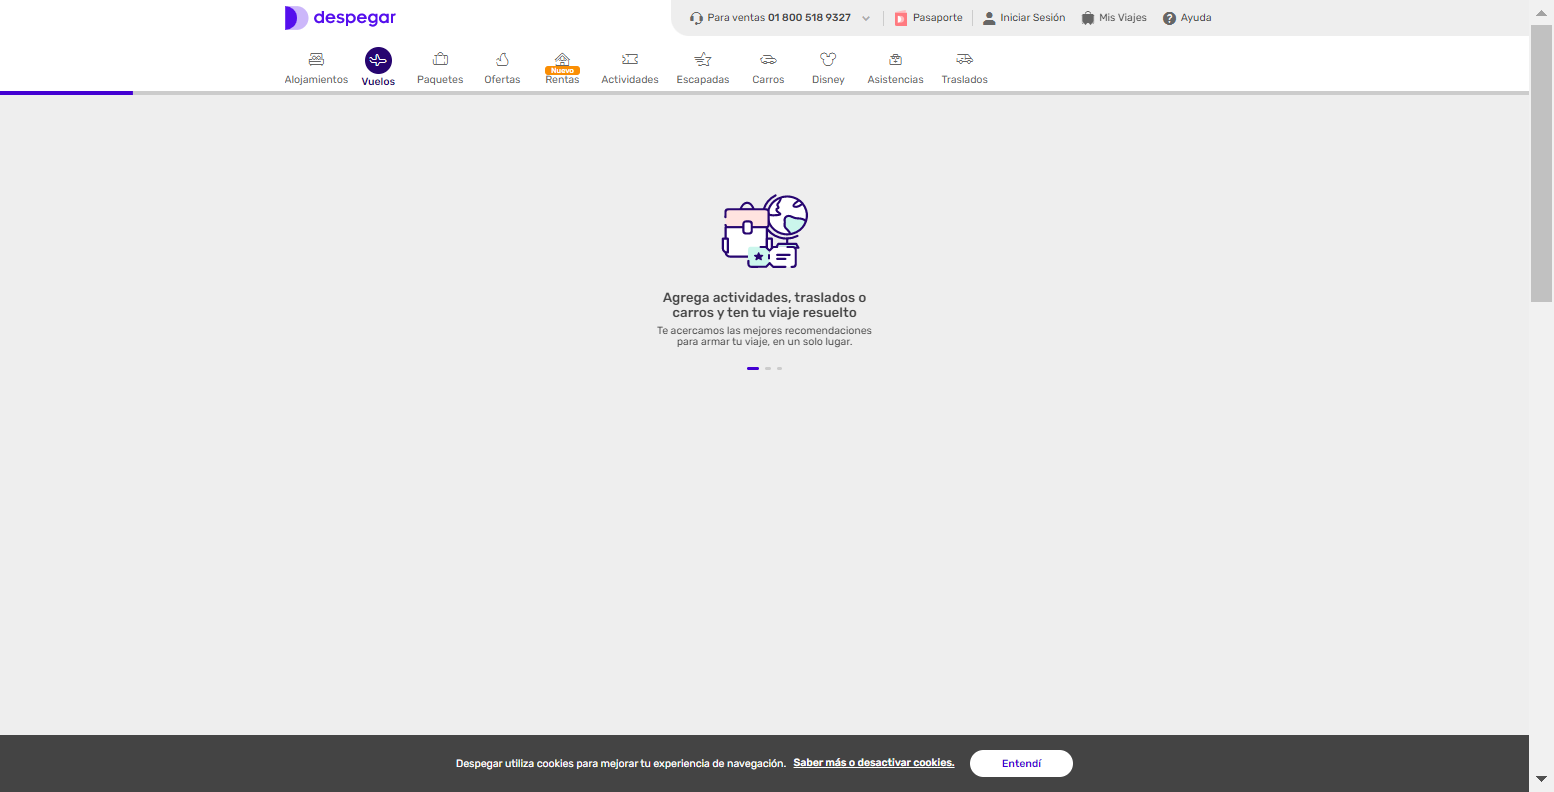 despegar
Para ventas 01 800 518 9327
Pasaporte
Iniciar Sesión
Mis Viajes
Ayuda
Alojamientos
Vuelos
Paquetes
Ofertas
Nuevo
Rentas
Actividades
Escapadas
Carros
Disney
Asistencias
Traslados
Agrega actividades, traslados o
carros y ten tu viaje resuelto
Te acercamos las mejores recomendaciones
para armar tu viaje, en un solo lugar.
Despegar utiliza cookies para mejorar tu experiencia de navegación. Saber más o desactivar cookies.
Entendí